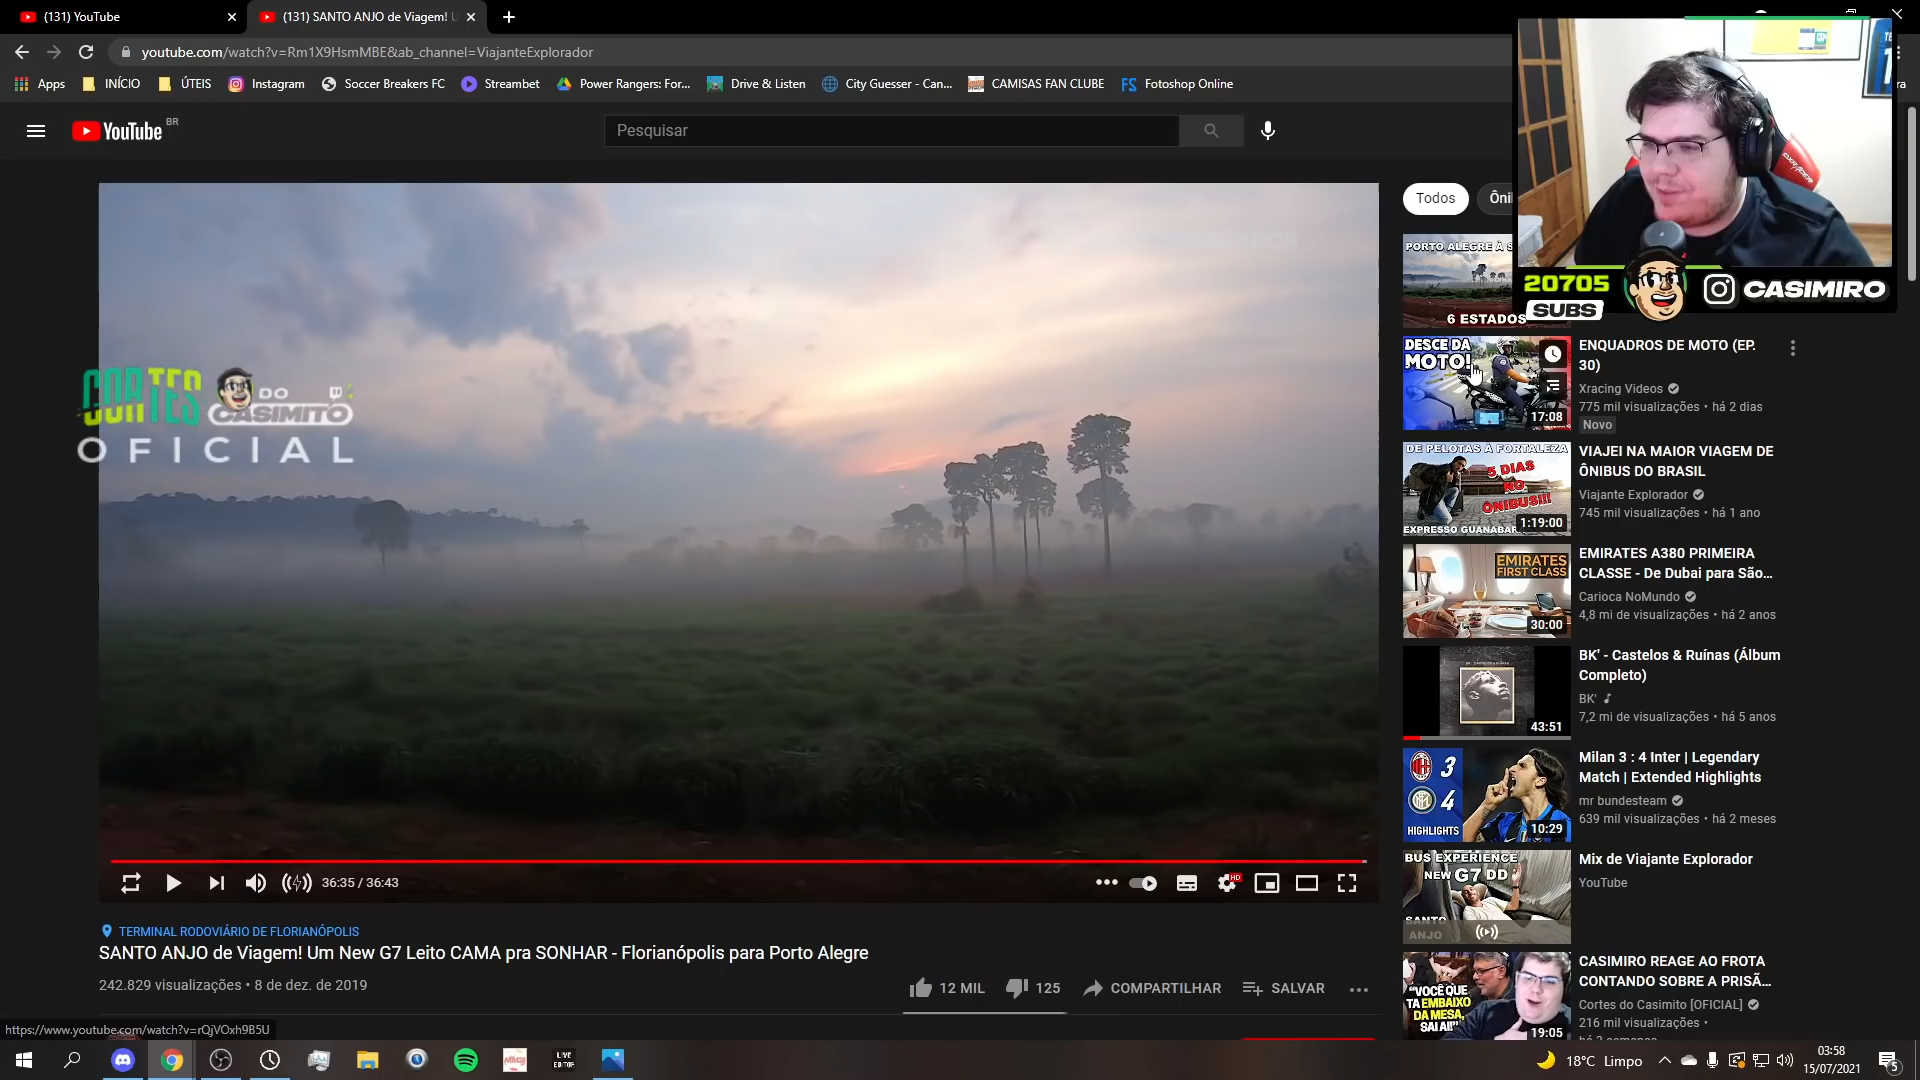 (131) YouTube
(131) SANTO ANJO de Viagem! U
youtube.com/watch?v=Rm1X9HsmMBE&ab_channel=ViajanteExplorador
Apps
INÍCIO
ÚTEIS
Instagram
Soccer Breakers FC
Streambet
Power Rangers: For...
Drive & Listen
City Guesser - Can...
CAMISAS FAN CLUBE
FS Fotoshop Online
YouTube BR
Pesquisar
Todos
Ôni
20705
SUBS
CASIMIRO
CORTES
DO
CASIMITO
OFICIAL
PORTO ALEGRE À S
6 ESTADOS
DESCE DA
MOTO!
17:08
ENQUADROS DE MOTO (EP.
30)
Xracing Videos
775 mil visualizações • há 2 dias
Novo
DE PELOTAS À FORTALEZA
5 DIAS
NO
ÔNIBUS!!!
1:19:00
EXPRESSO GUANABAR
VIAJEI NA MAIOR VIAGEM DE
ÔNIBUS DO BRASIL
Viajante Explorador
745 mil visualizações • há 1 ano
EMIRATES
FIRST CLASS
30:00
EMIRATES A380 PRIMEIRA
CLASSE - De Dubai para São...
Carioca NoMundo
4,8 mi de visualizações • há 2 anos
43:51
BK' - Castelos & Ruínas (Álbum
Completo)
BK'
7,2 mi de visualizações • há 5 anos
3
4
HIGHLIGHTS
10:29
Milan 3 : 4 Inter | Legendary
Match | Extended Highlights
mr bundesteam
639 mil visualizações • há 2 meses
BUS EXPERIENCE
NEW G7 DD
SANTO
ANJO
Mix de Viajante Explorador
YouTube
"VOCÊ QUE
TA EMBAIXO
DA MESA,
SAI AI!"
19:05
CASIMIRO REAGE AO FROTA
CONTANDO SOBRE A PRISÃ...
Cortes do Casimito [OFICIAL]
216 mil visualizações •
36:35 / 36:43
HD
TERMINAL RODOVIÁRIO DE FLORIANÓPOLIS
SANTO ANJO de Viagem! Um New G7 Leito CAMA pra SONHAR - Florianópolis para Porto Alegre
242.829 visualizações • 8 de dez. de 2019
12 MIL
125
COMPARTILHAR
SALVAR
https://www.youtube.com/watch?v=rQjVOxh9B5U
LIVE
EDITOR
18°C Limpo
03:58
15/07/2021
5